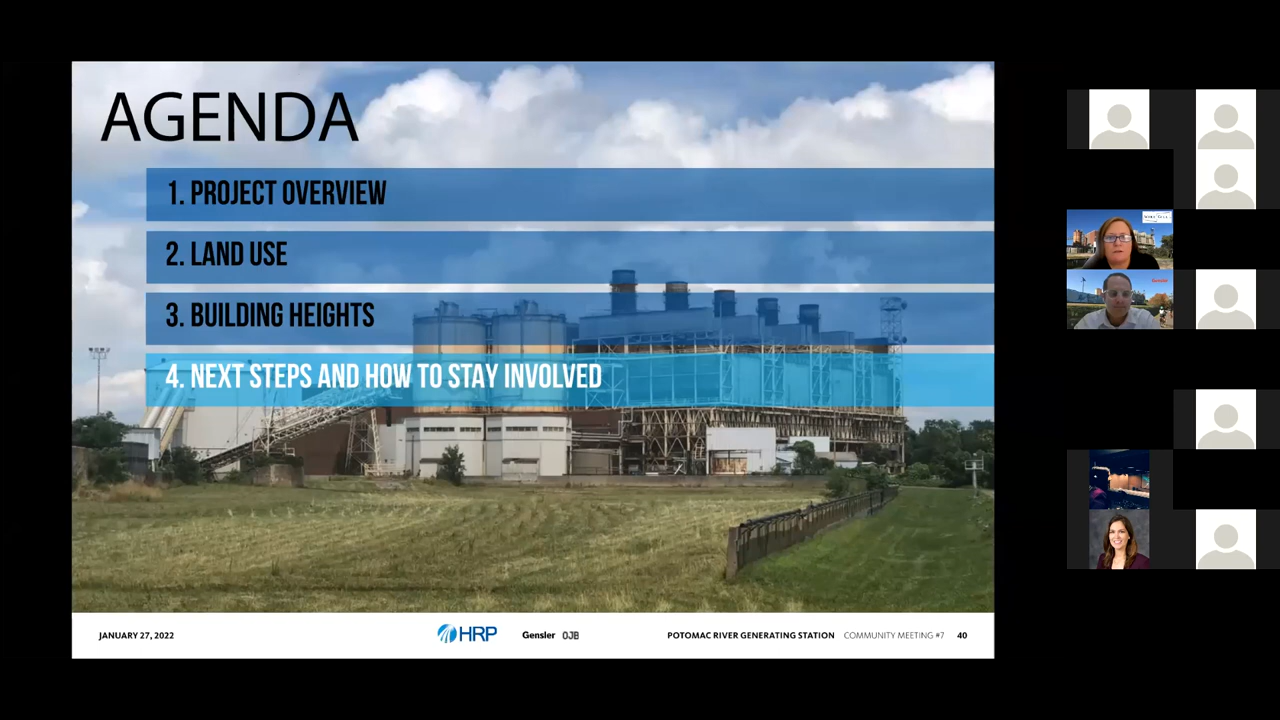 AGENDA
1. PROJECT OVERVIEW
2. LAND USE
3. BUILDING HEIGHTS
4. NEXT STEPS AND HOW TO STAY INVOLVED
JANUARY 27, 2022
HRP
Gensler OJB
POTOMAC RIVER GENERATING STATION COMMUNITY MEETING #7 40